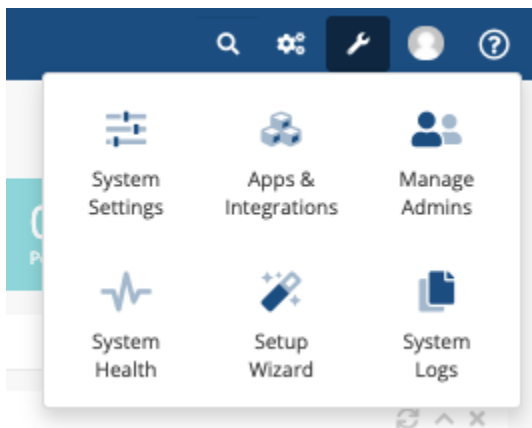 System
Settings
Apps &
Integrations
Manage
Admins
System
Health
Setup
Wizard
System
Logs